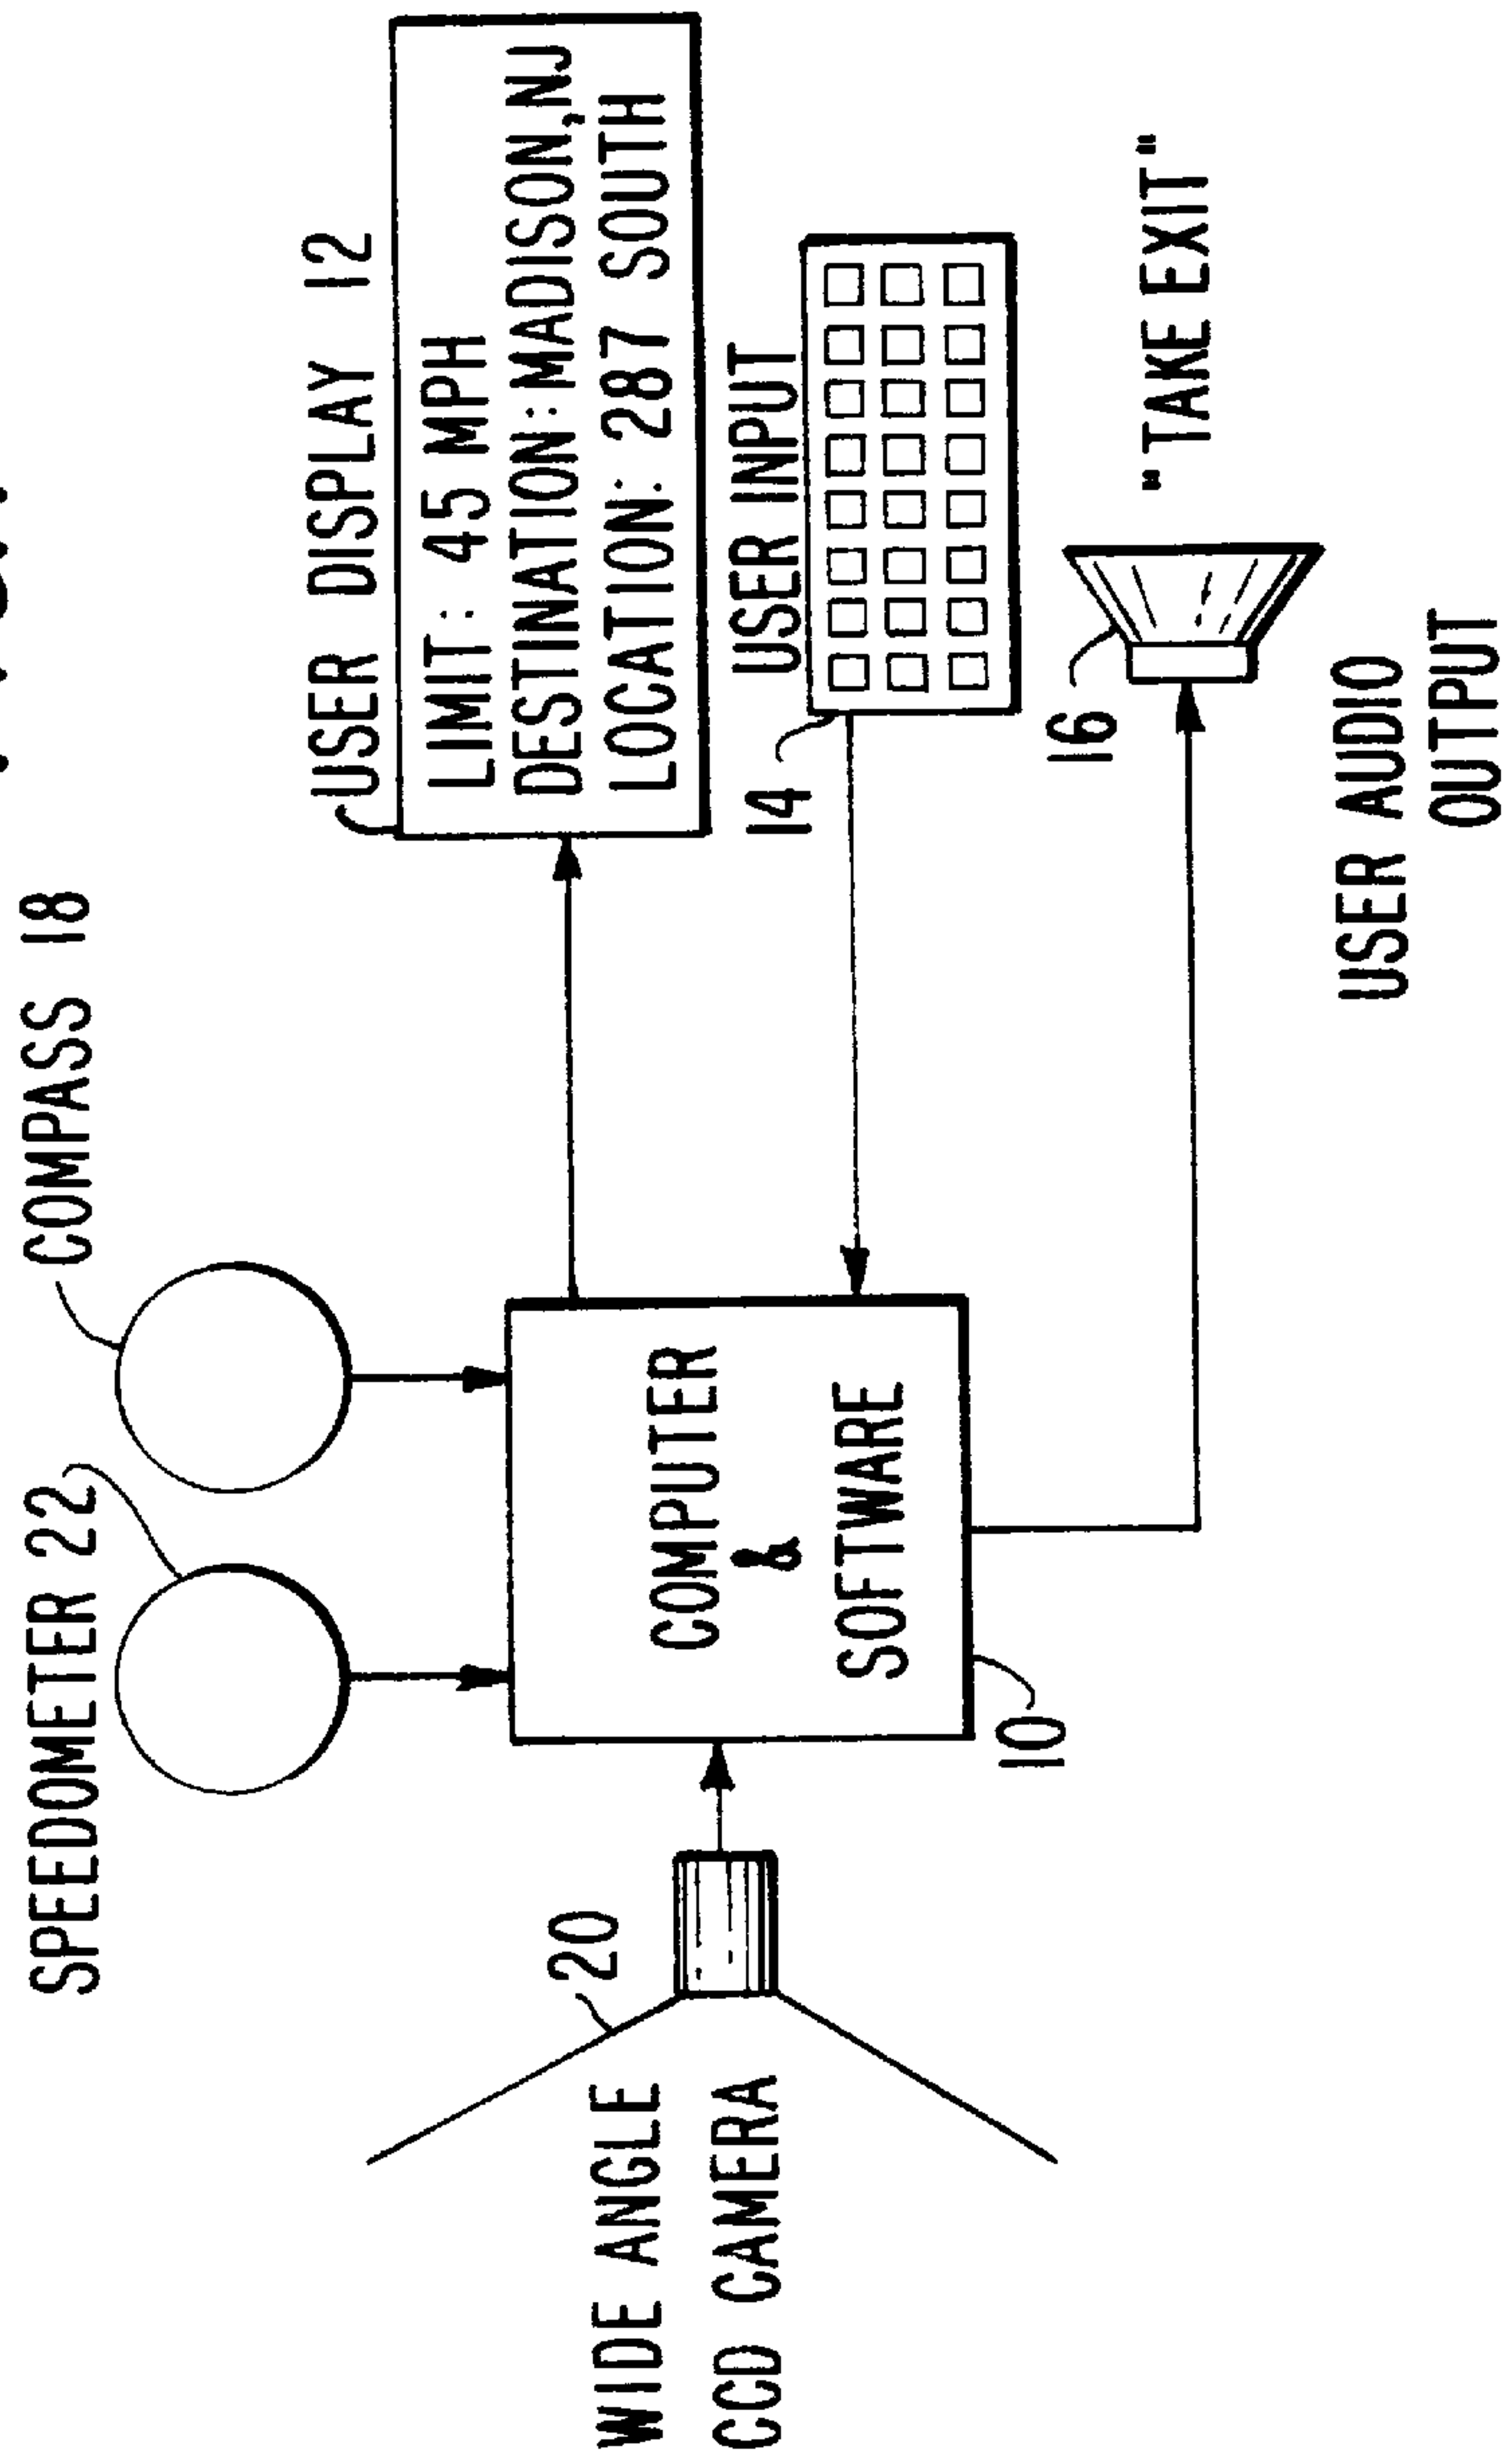 SPEEDOMETER 22
COMPASS 18
USER DISPLAY 12
LIMIT: 45 MPH
DESTINATION: MADISON, NJ
LOCATION: 287 SOUTH
USER INPUT
14
WIDE ANGLE
CCD CAMERA
20
COMPUTER
&
SOFTWARE
10
16
"TAKE EXIT"
USER AUDIO
OUTPUT